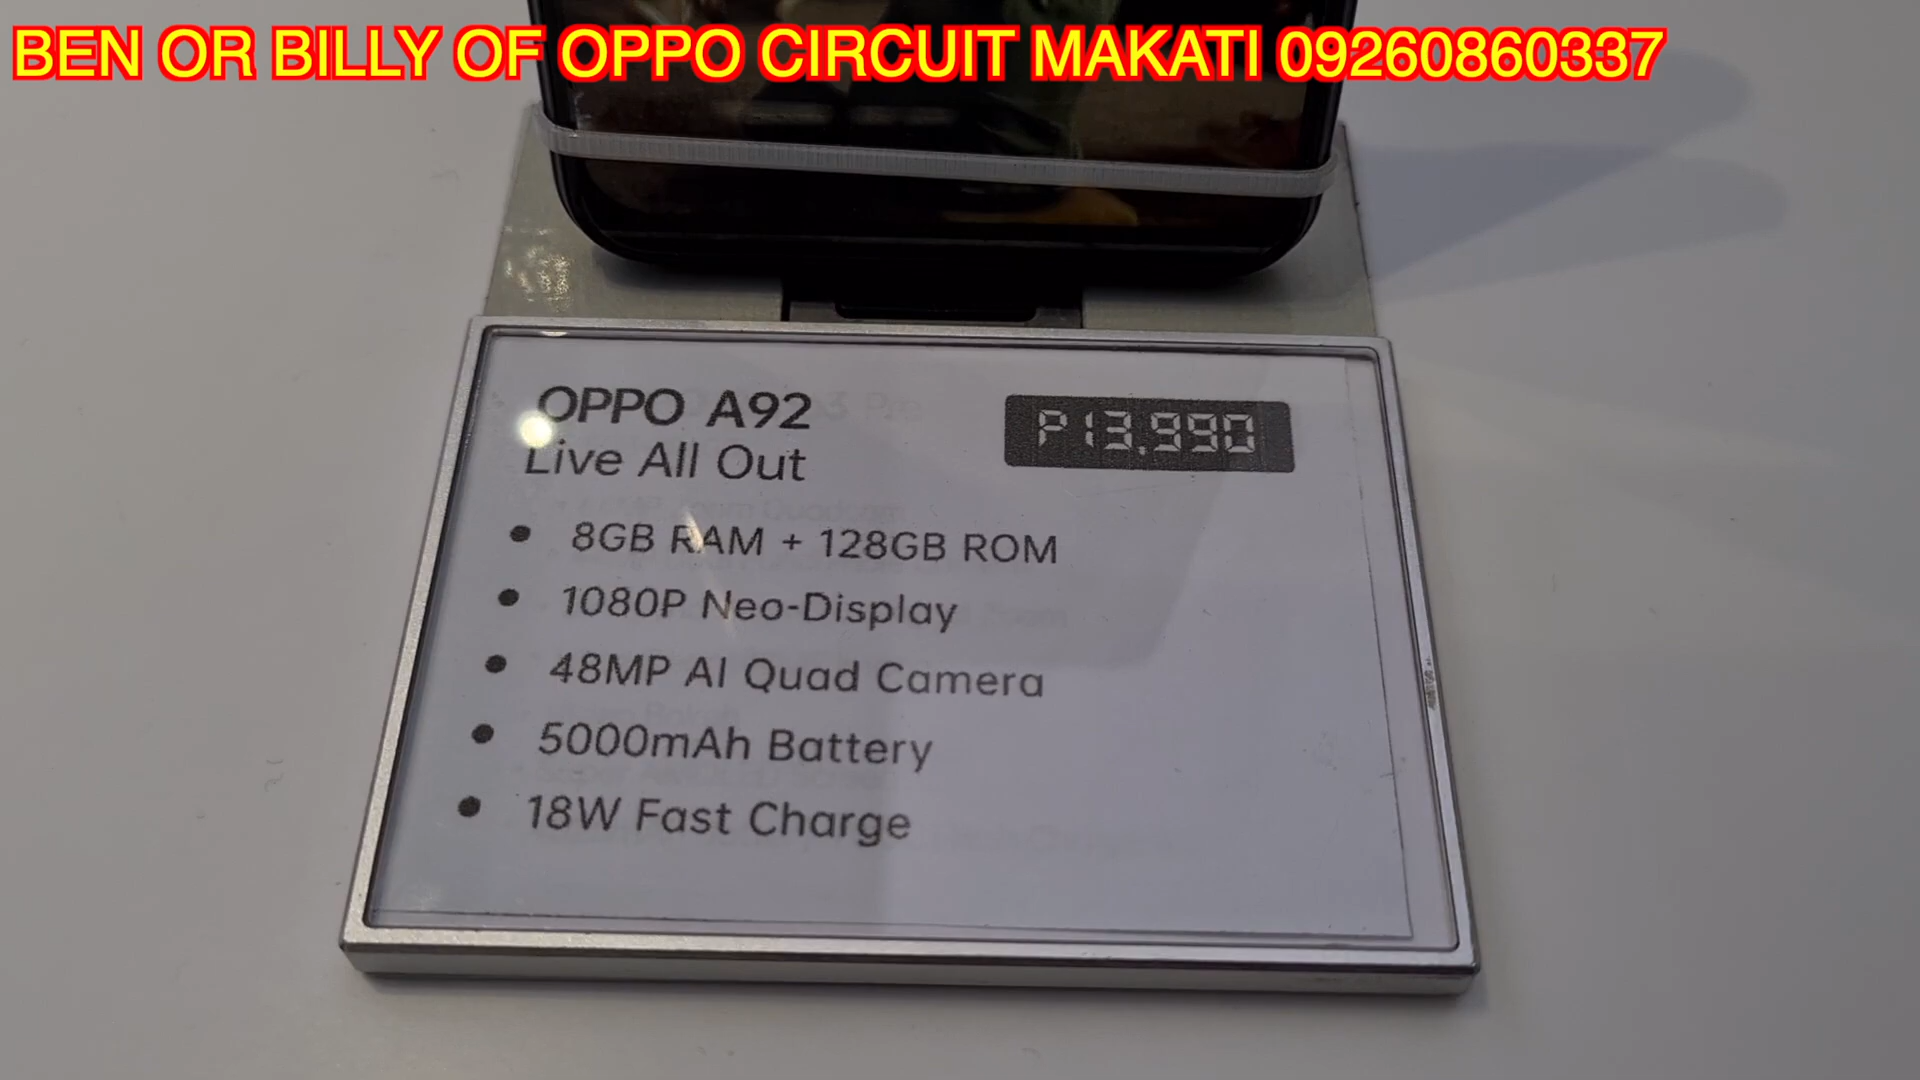 BEN OR BILLY OF OPPO CIRCUIT MAKATI 09260860337
OPPO A92
P13,990
Live All Out
• 8GB RAM + 128GB ROM
• 1080P Neo-Display
• 48MP AI Quad Camera
• 5000mAh Battery
• 18W Fast Charge